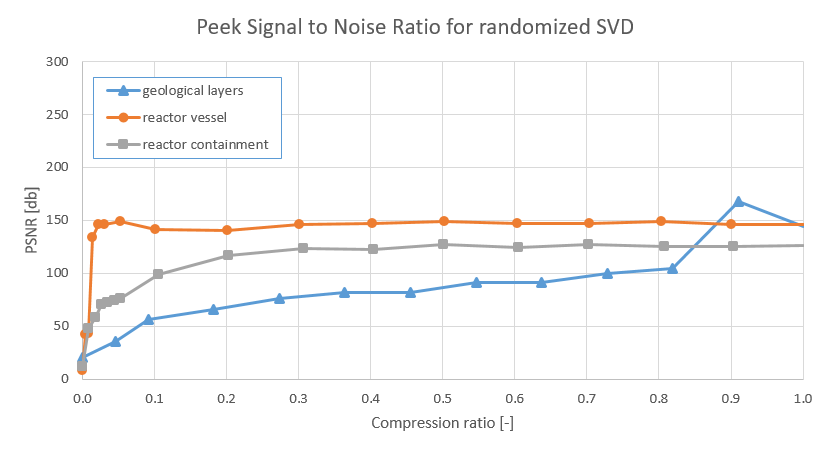 Peek Signal to Noise Ratio for randomized SVD
300
250
200
150
100
50
0
PSNR [db]
geological layers
reactor vessel
reactor containment
0.0 0.1 0.2 0.3 0.4 0.5 0.6 0.7 0.8 0.9 1.0
Compression ratio [-]